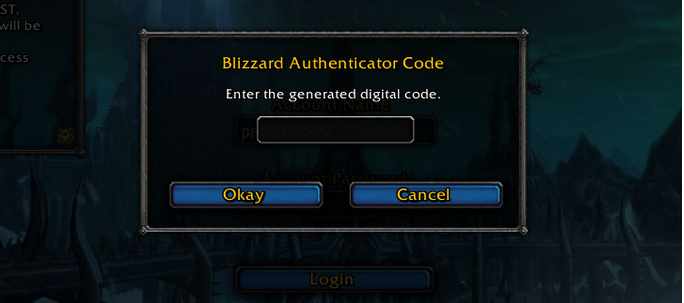 ST,
will be
cess
Blizzard Authenticator Code
Enter the generated digital code.
Account Name
Account Password
Okay
Cancel
Login